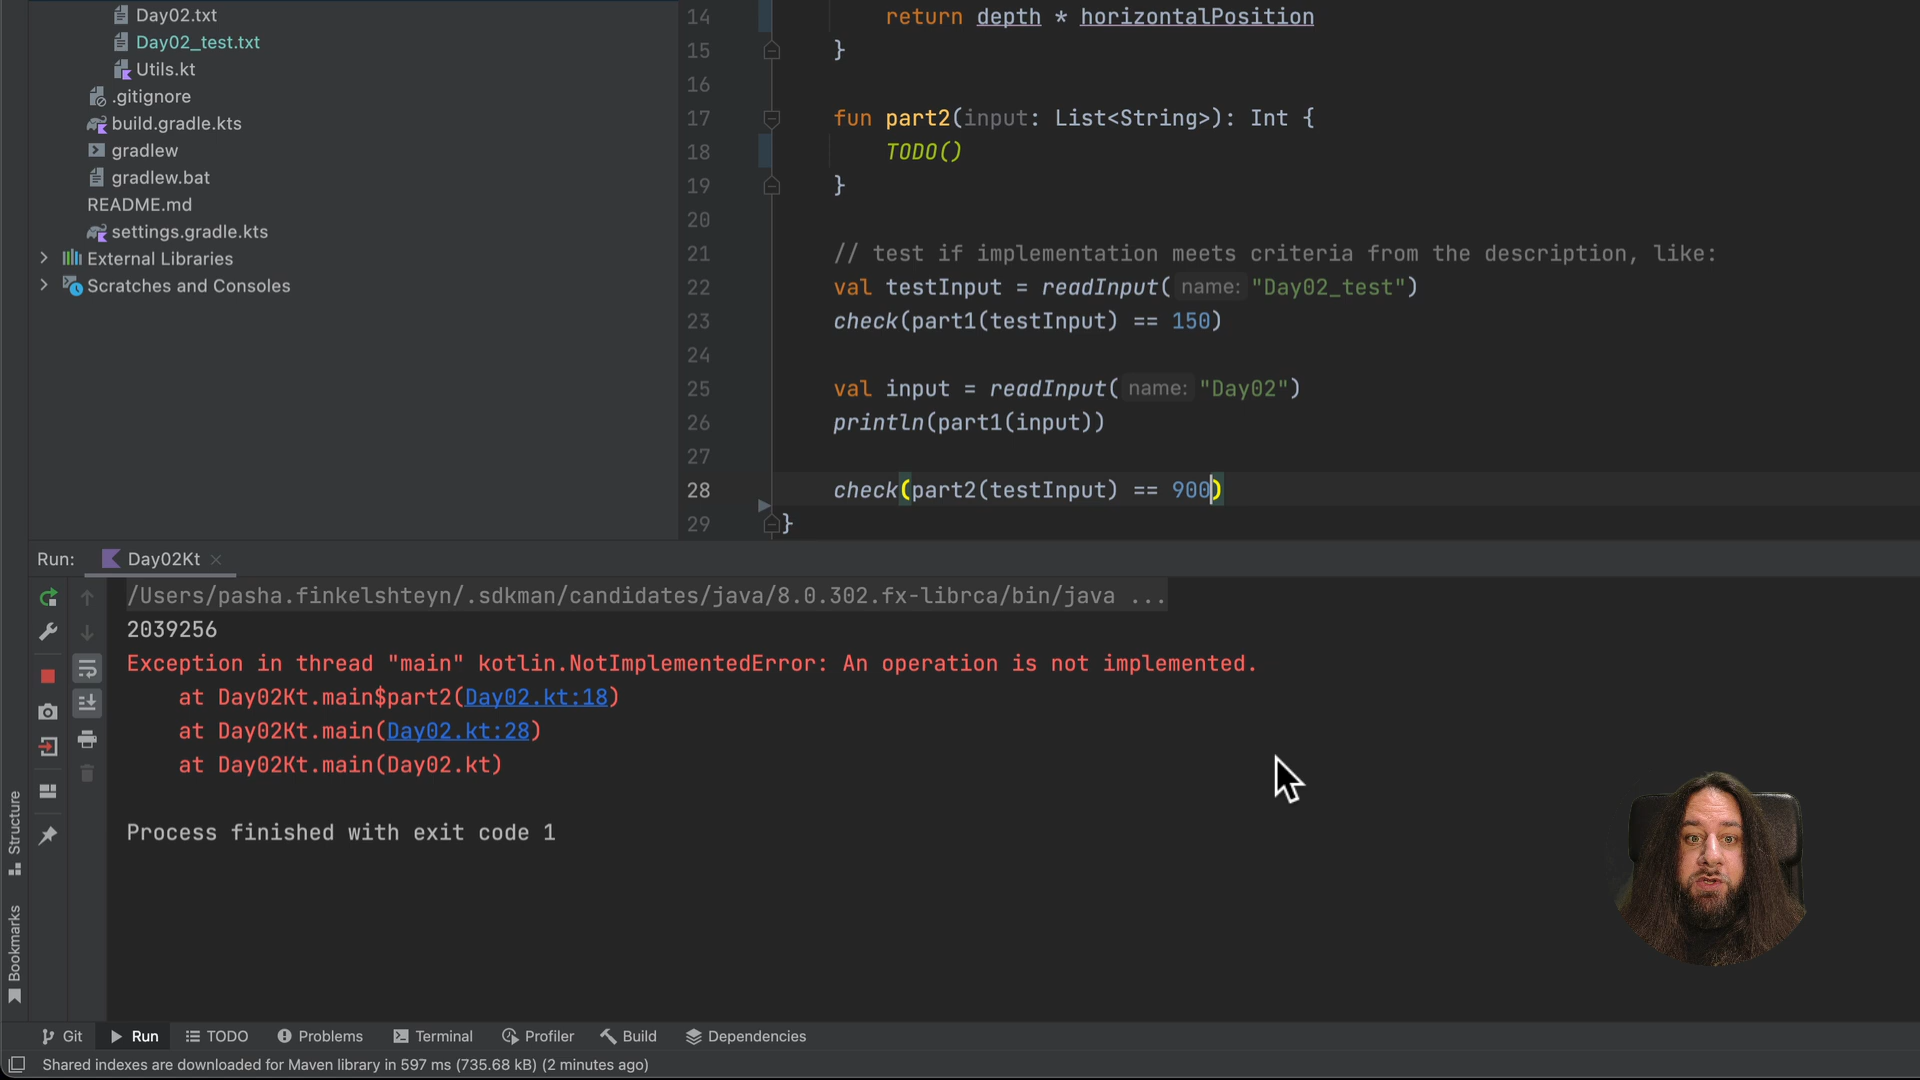 Day02.txt
Day02_test.txt
Utils.kt
.gitignore
build.gradle.kts
gradlew
gradlew.bat
README.md
settings.gradle.kts
External Libraries
Scratches and Consoles
14 return depth * horizontalPosition
15 }
16
17 fun part2(input: List<String>): Int {
18 TODO()
19 }
20
21 // test if implementation meets criteria from the description, like:
22 val testInput = readInput( name: "Day02_test")
23 check(part1(testInput) == 150)
24
25 val input = readInput( name: "Day02")
26 println(part1(input))
27
28 check(part2(testInput) == 900)
29 }
Run: Day02Kt
/Users/pasha.finkelshteyn/.sdkman/candidates/java/8.0.302.fx-librca/bin/java ...
2039256
Exception in thread "main" kotlin.NotImplementedError: An operation is not implemented.
at Day02Kt.main$part2(Day02.kt:18)
at Day02Kt.main(Day02.kt:28)
at Day02Kt.main(Day02.kt)
Process finished with exit code 1
Structure
Bookmarks
Git Run TODO Problems Terminal Profiler Build Dependencies
Shared indexes are downloaded for Maven library in 597 ms (735.68 kB) (2 minutes ago)